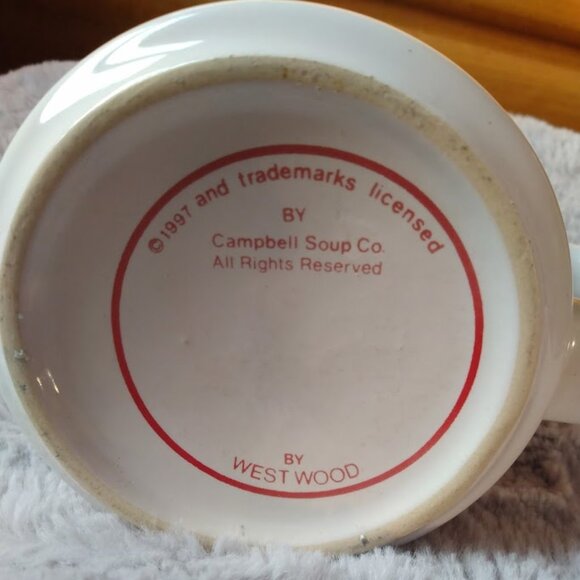 ©1997 and trademarks licensed
BY
Campbell Soup Co.
All Rights Reserved
BY
WEST WOOD